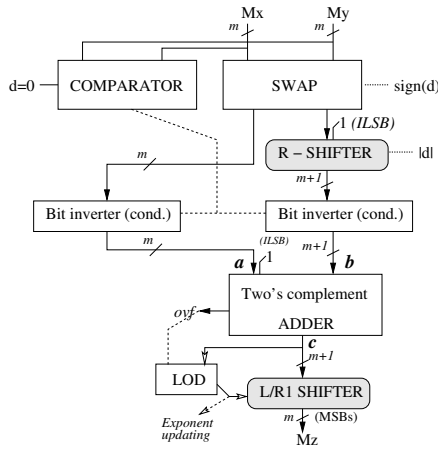 Mx My
m m
d=0 COMPARATOR SWAP sign(d)
1 (ILSB)
R − SHIFTER |d|
m m+1
Bit inverter (cond.) Bit inverter (cond.)
m (ILSB) m+1
a 1 b
Two's complement
ovf
ADDER
c
m+1
LOD L/R1 SHIFTER
m (MSBs)
Exponent
updating
Mz